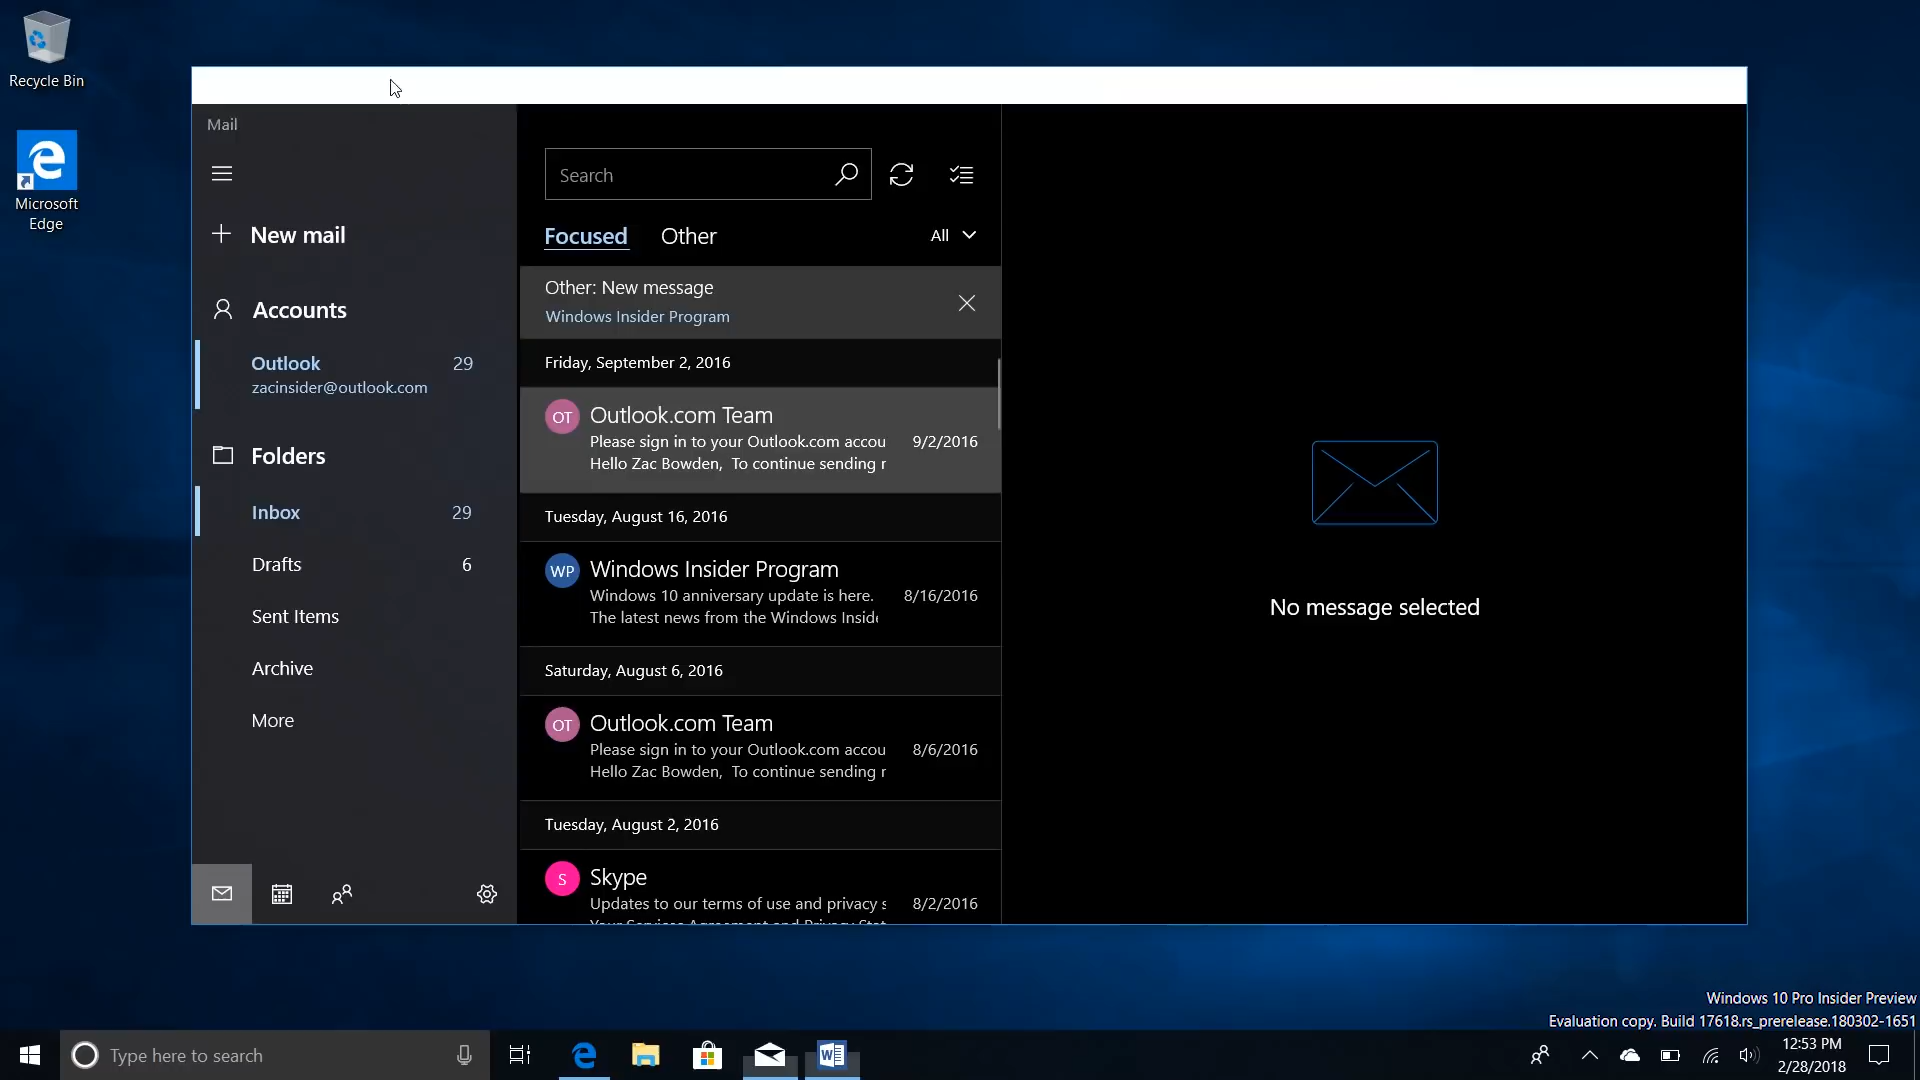 Recycle Bin
Microsoft
Edge
Mail
New mail
Accounts
Outlook 29
zacinsider@outlook.com
Folders
Inbox 29
Drafts 6
Sent Items
Archive
More
Search
Focused Other All
Other: New message
Windows Insider Program
Friday, September 2, 2016
OT Outlook.com Team
Please sign in to your Outlook.com accou 9/2/2016
Hello Zac Bowden, To continue sending r
Tuesday, August 16, 2016
WP Windows Insider Program
Windows 10 anniversary update is here. 8/16/2016
The latest news from the Windows Inside
Saturday, August 6, 2016
OT Outlook.com Team
Please sign in to your Outlook.com accou 8/6/2016
Hello Zac Bowden, To continue sending r
Tuesday, August 2, 2016
S Skype
Updates to our terms of use and privacy s 8/2/2016
Your Services Agreement and Privacy Stat
No message selected
Windows 10 Pro Insider Preview
Evaluation copy. Build 17618.rs_prerelease.180302-1651
Type here to search
12:53 PM
2/28/2018